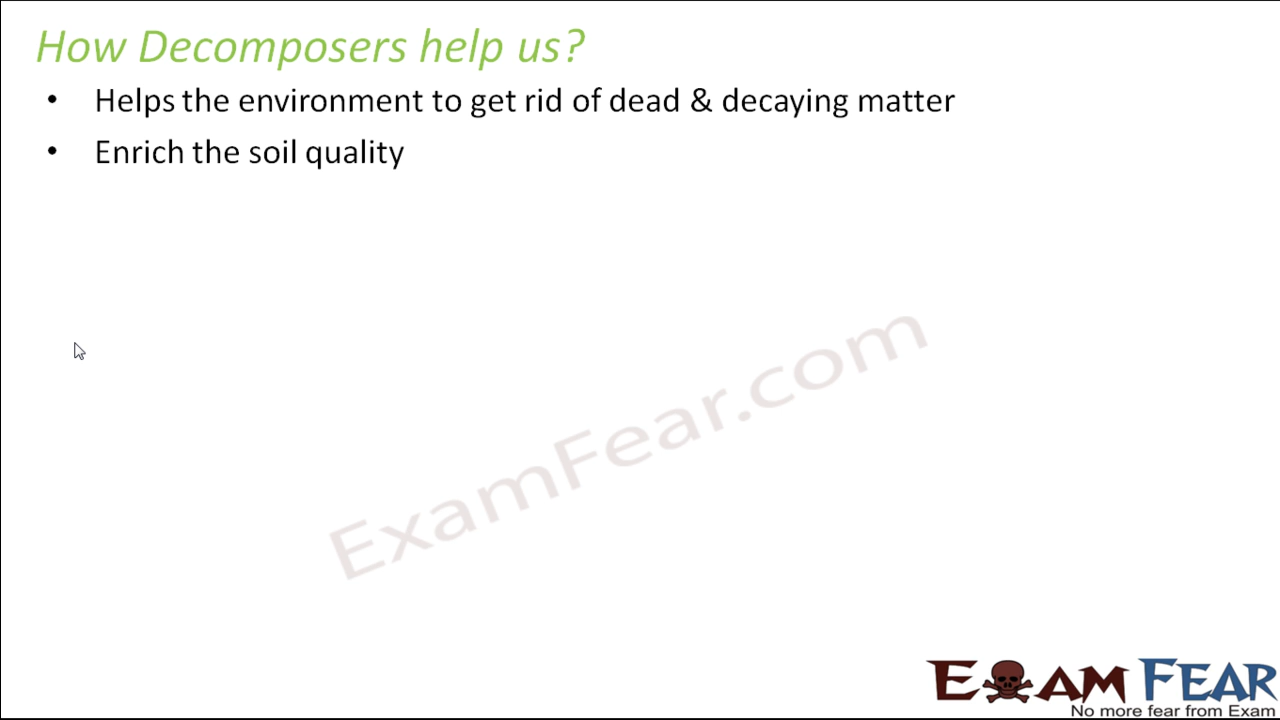 How Decomposers help us?
• Helps the environment to get rid of dead & decaying matter
• Enrich the soil quality
ExamFear.com
EXAM FEAR
No more fear from Exam